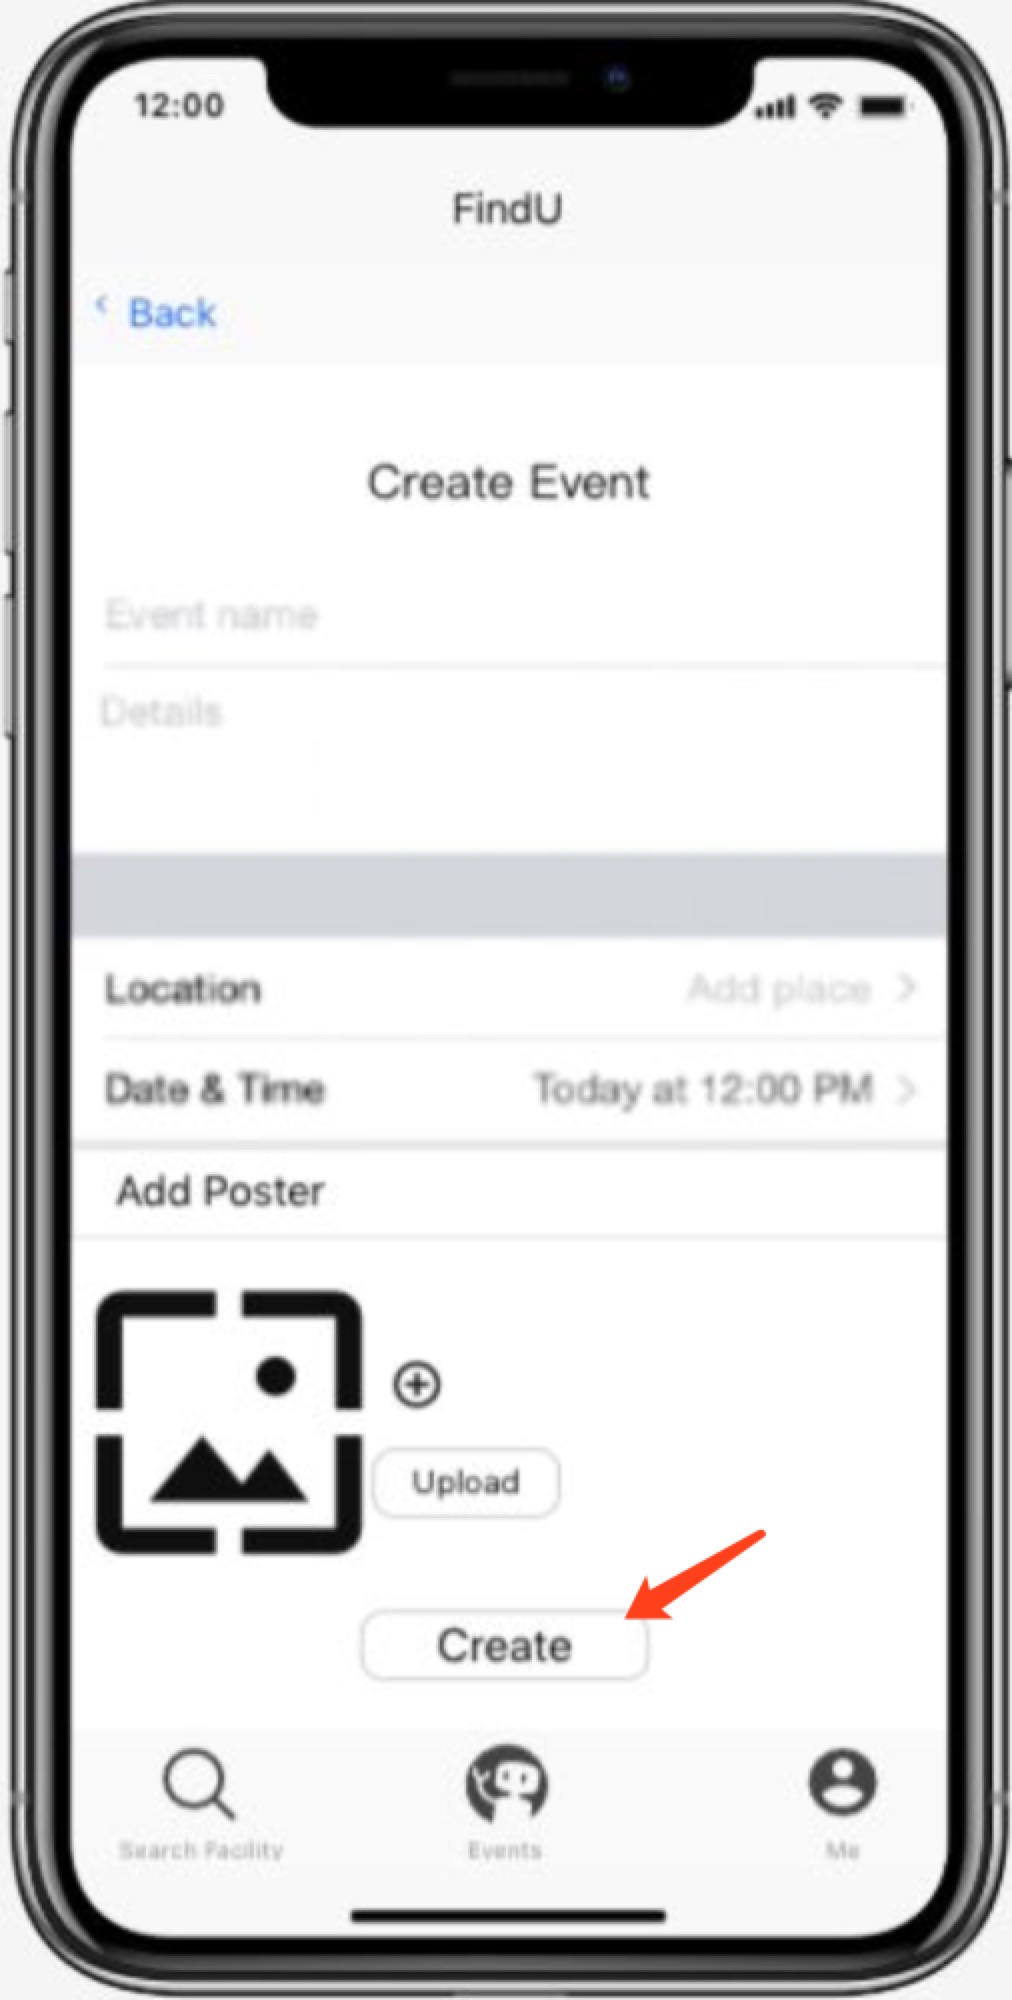 12:00
FindU
Back
Create Event
Event name
Details
Location Add place
Date & Time Today at 12:00 PM
Add Poster
Upload
Create
Search Facility Events Me